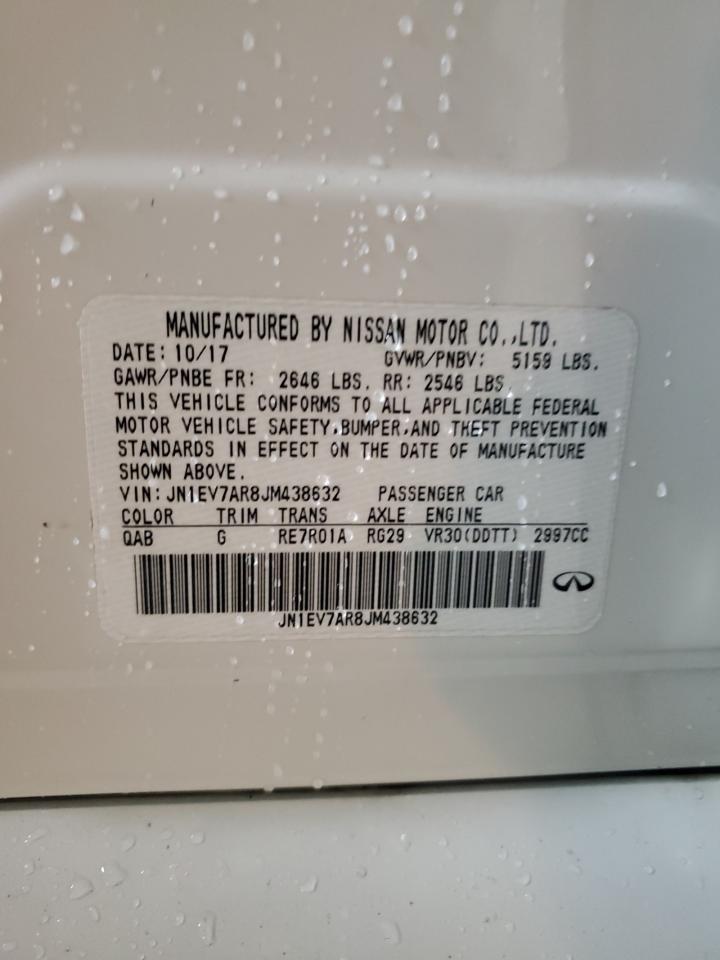 MANUFACTURED BY NISSAN MOTOR CO.,LTD.
DATE: 10/17 GVWR/PNBV: 5159 LBS.
GAWR/PNBE FR: 2646 LBS. RR: 2546 LBS.
THIS VEHICLE CONFORMS TO ALL APPLICABLE FEDERAL
MOTOR VEHICLE SAFETY,BUMPER,AND THEFT PREVENTION
STANDARDS IN EFFECT ON THE DATE OF MANUFACTURE
SHOWN ABOVE.
VIN: JN1EV7AR8JM438632 PASSENGER CAR
COLOR TRIM TRANS AXLE ENGINE
QAB G RE7R01A RG29 VR30(DDTT) 2997CC
JN1EV7AR8JM438632